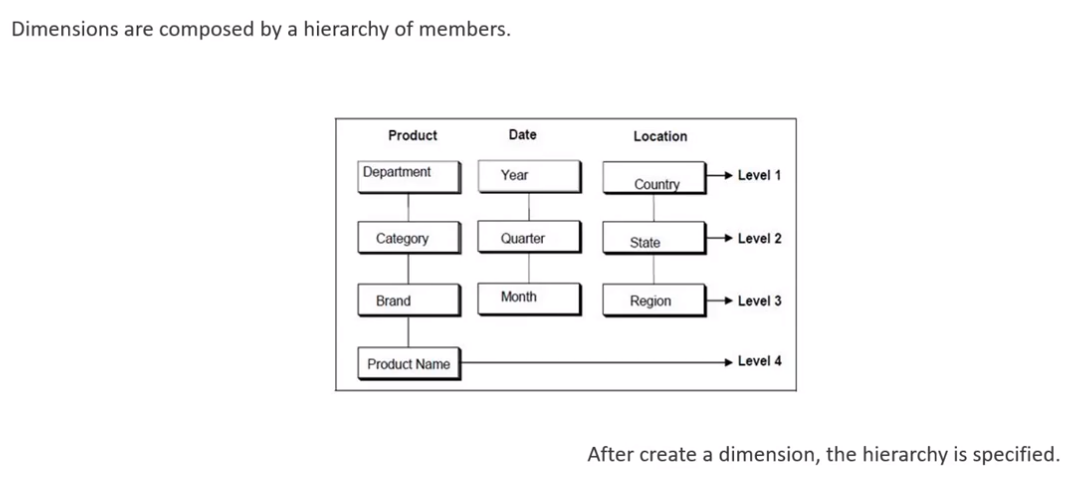 Dimensions are composed by a hierarchy of members.
Product Date Location
Department Year Country Level 1
Category Quarter State Level 2
Brand Month Region Level 3
Product Name Level 4
After create a dimension, the hierarchy is specified.